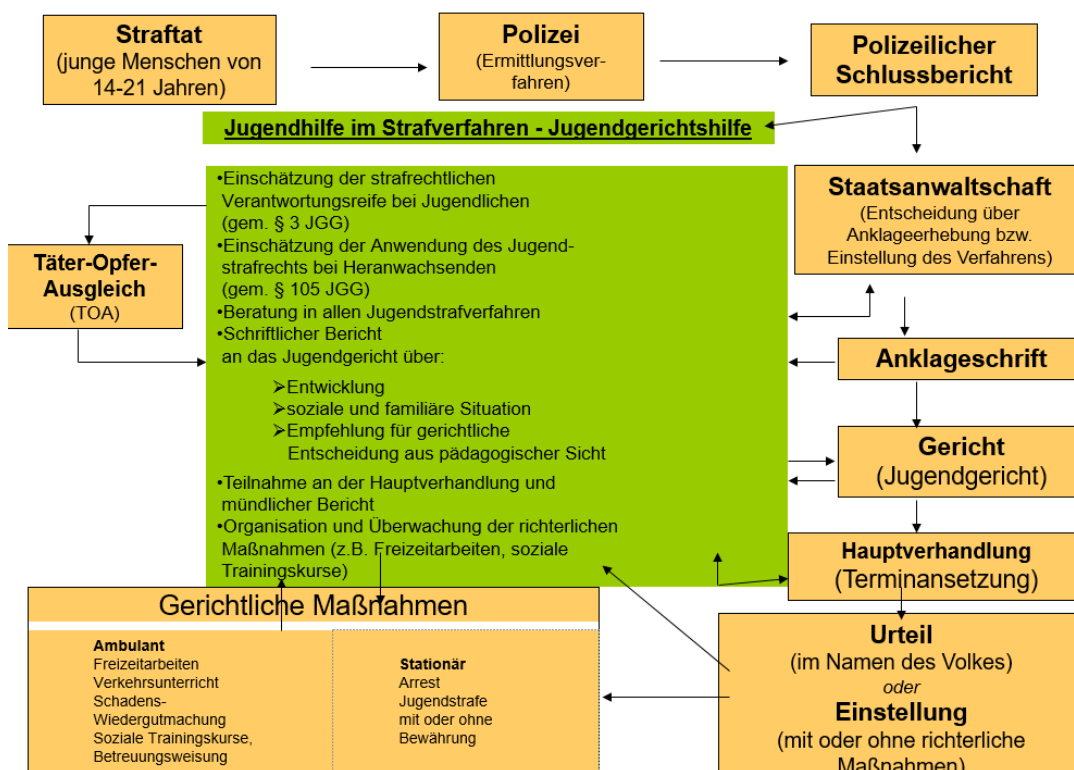 Straftat
(junge Menschen von
14-21 Jahren)
Polizei
(Ermittlungsver-
fahren)
Polizeilicher
Schlussbericht
Jugendhilfe im Strafverfahren - Jugendgerichtshilfe
•Einschätzung der strafrechtlichen
Verantwortungsreife bei Jugendlichen
(gem. § 3 JGG)
•Einschätzung der Anwendung des Jugend-
strafrechts bei Heranwachsenden
(gem. § 105 JGG)
•Beratung in allen Jugendstrafverfahren
•Schriftlicher Bericht
an das Jugendgericht über:
➢Entwicklung
➢soziale und familiäre Situation
➢Empfehlung für gerichtliche
Entscheidung aus pädagogischer Sicht
•Teilnahme an der Hauptverhandlung und
mündlicher Bericht
•Organisation und Überwachung der richterlichen
Maßnahmen (z.B. Freizeitarbeiten, soziale
Trainingskurse)
Täter-Opfer-
Ausgleich
(TOA)
Staatsanwaltschaft
(Entscheidung über
Anklageerhebung bzw.
Einstellung des Verfahrens)
Anklageschrift
Gericht
(Jugendgericht)
Hauptverhandlung
(Terminansetzung)
Urteil
(im Namen des Volkes)
oder
Einstellung
(mit oder ohne richterliche
Maßnahmen)
Gerichtliche Maßnahmen
Ambulant
Freizeitarbeiten
Verkehrsunterricht
Schadens-
Wiedergutmachung
Soziale Trainingskurse,
Betreuungsweisung
Stationär
Arrest
Jugendstrafe
mit oder ohne
Bewährung